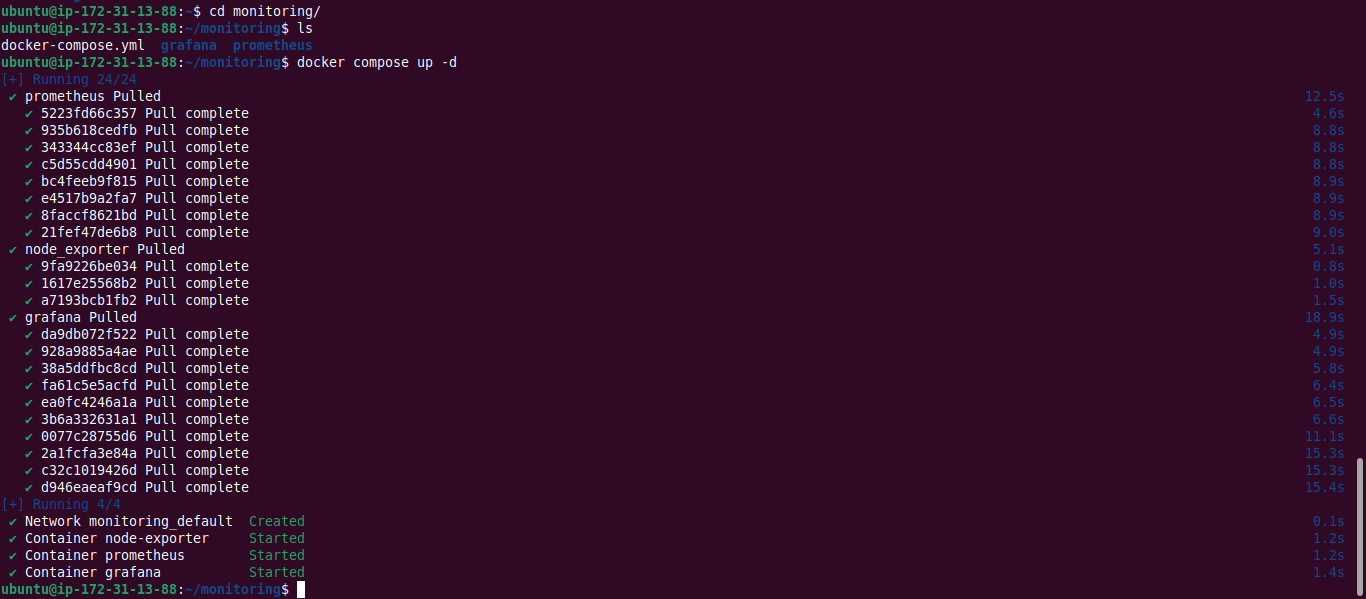 ubuntu@ip-172-31-13-88:~$ cd monitoring/
ubuntu@ip-172-31-13-88:~/monitoring$ ls
docker-compose.yml  grafana  prometheus
ubuntu@ip-172-31-13-88:~/monitoring$ docker compose up -d
[+] Running 24/24
✔ prometheus Pulled 12.5s
✔ 5223fd66c357 Pull complete 4.6s
✔ 935b618cedfb Pull complete 8.8s
✔ 343344cc83ef Pull complete 8.8s
✔ c5d55cdd4901 Pull complete 8.8s
✔ bc4feeb9f815 Pull complete 8.9s
✔ e4517b9a2fa7 Pull complete 8.9s
✔ 8faccf8621bd Pull complete 8.9s
✔ 21fef47de6b8 Pull complete 9.0s
✔ node_exporter Pulled 5.1s
✔ 9fa9226be034 Pull complete 0.8s
✔ 1617e25568b2 Pull complete 1.0s
✔ a7193bcb1fb2 Pull complete 1.5s
✔ grafana Pulled 18.9s
✔ da9db072f522 Pull complete 4.9s
✔ 928a9885a4ae Pull complete 4.9s
✔ 38a5ddfbc8cd Pull complete 5.8s
✔ fa61c5e5acfd Pull complete 6.4s
✔ ea0fc4246a1a Pull complete 6.5s
✔ 3b6a332631a1 Pull complete 6.6s
✔ 0077c28755d6 Pull complete 11.1s
✔ 2a1fcfa3e84a Pull complete 15.3s
✔ c32c1019426d Pull complete 15.3s
✔ d946eaeaf9cd Pull complete 15.4s
[+] Running 4/4
✔ Network monitoring_default  Created 0.1s
✔ Container node-exporter     Started 1.2s
✔ Container prometheus        Started 1.2s
✔ Container grafana           Started 1.4s
ubuntu@ip-172-31-13-88:~/monitoring$